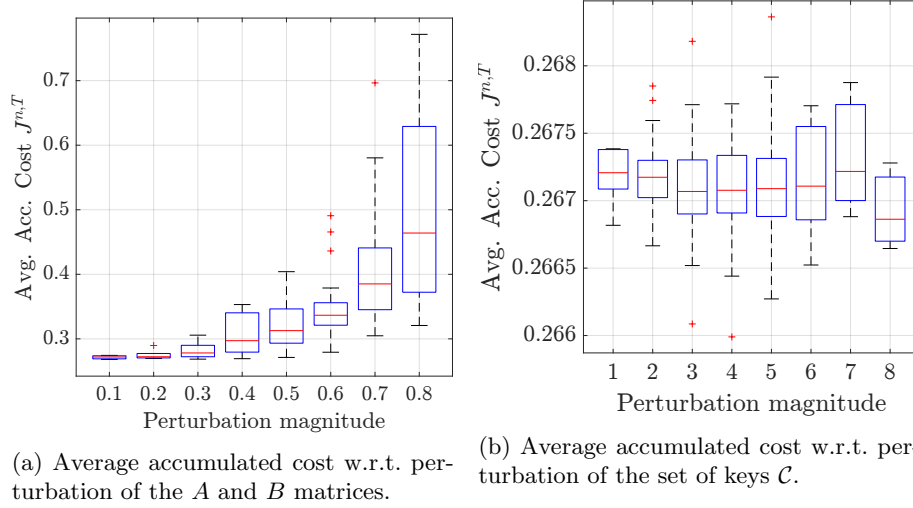 0.7
0.6
0.5
0.4
0.3
Avg. Acc. Cost J^{n,T}
0.1 0.2 0.3 0.4 0.5 0.6 0.7 0.8
Perturbation magnitude
(a) Average accumulated cost w.r.t. per-
turbation of the A and B matrices.
0.268
0.2675
0.267
0.2665
0.266
Avg. Acc. Cost J^{n,T}
1 2 3 4 5 6 7 8
Perturbation magnitude
(b) Average accumulated cost w.r.t. per-
turbation of the set of keys 𝒞.